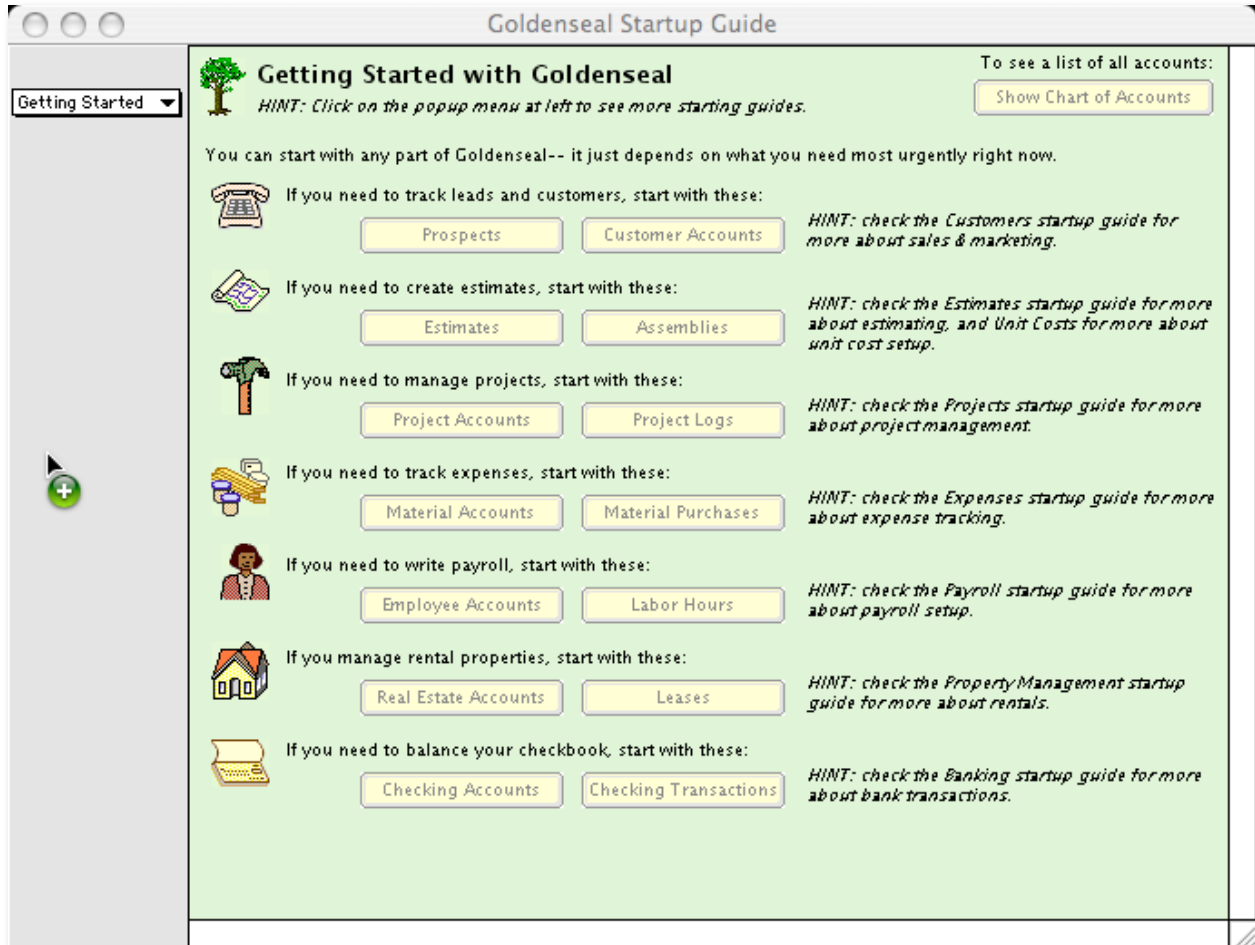 Goldenseal Startup Guide
Getting Started
Getting Started with Goldenseal
HINT: Click on the popup menu at left to see more starting guides.
To see a list of all accounts:
Show Chart of Accounts
You can start with any part of Goldenseal-- it just depends on what you need most urgently right now.
If you need to track leads and customers, start with these:
Prospects
Customer Accounts
HINT: check the Customers startup guide for
more about sales & marketing.
If you need to create estimates, start with these:
Estimates
Assemblies
HINT: check the Estimates startup guide for more
about estimating, and Unit Costs for more about
unit cost setup.
If you need to manage projects, start with these:
Project Accounts
Project Logs
HINT: check the Projects startup guide for more
about project management.
If you need to track expenses, start with these:
Material Accounts
Material Purchases
HINT: check the Expenses startup guide for more
about expense tracking.
If you need to write payroll, start with these:
Employee Accounts
Labor Hours
HINT: check the Payroll startup guide for more
about payroll setup.
If you manage rental properties, start with these:
Real Estate Accounts
Leases
HINT: check the Property Management startup
guide for more about rentals.
If you need to balance your checkbook, start with these:
Checking Accounts
Checking Transactions
HINT: check the Banking startup guide for more
about bank transactions.